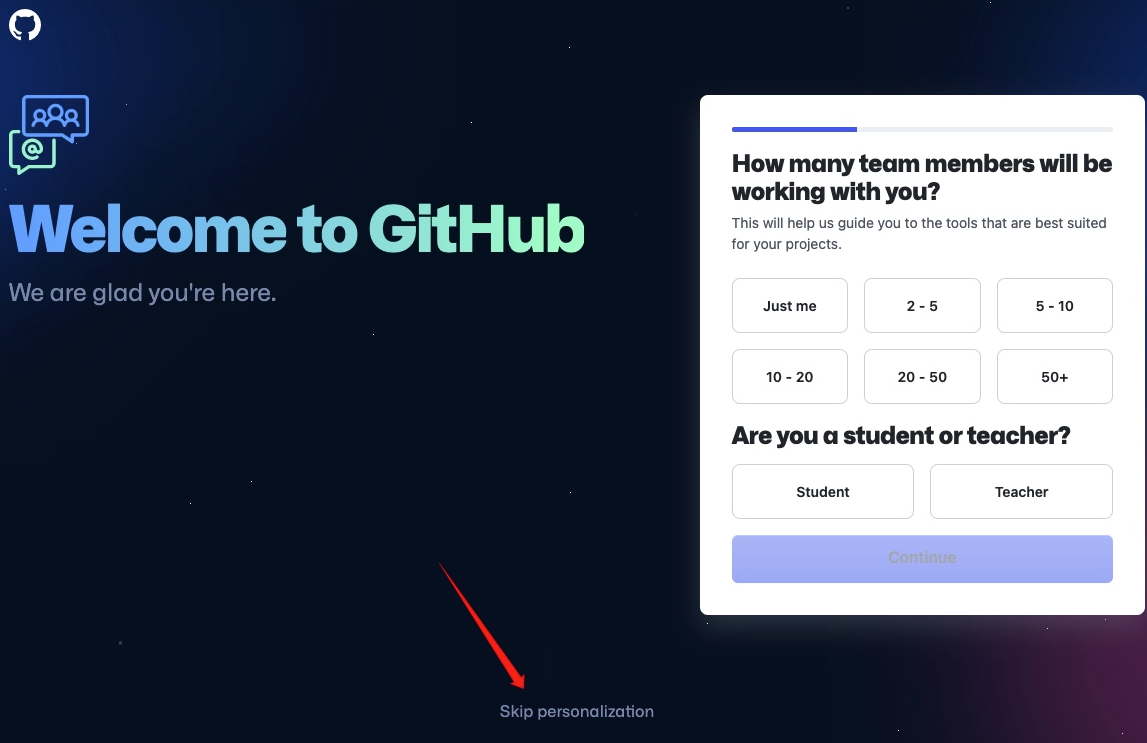 Welcome to GitHub
We are glad you're here.
How many team members will be
working with you?
This will help us guide you to the tools that are best suited
for your projects.
Just me
2 - 5
5 - 10
10 - 20
20 - 50
50+
Are you a student or teacher?
Student
Teacher
Continue
Skip personalization